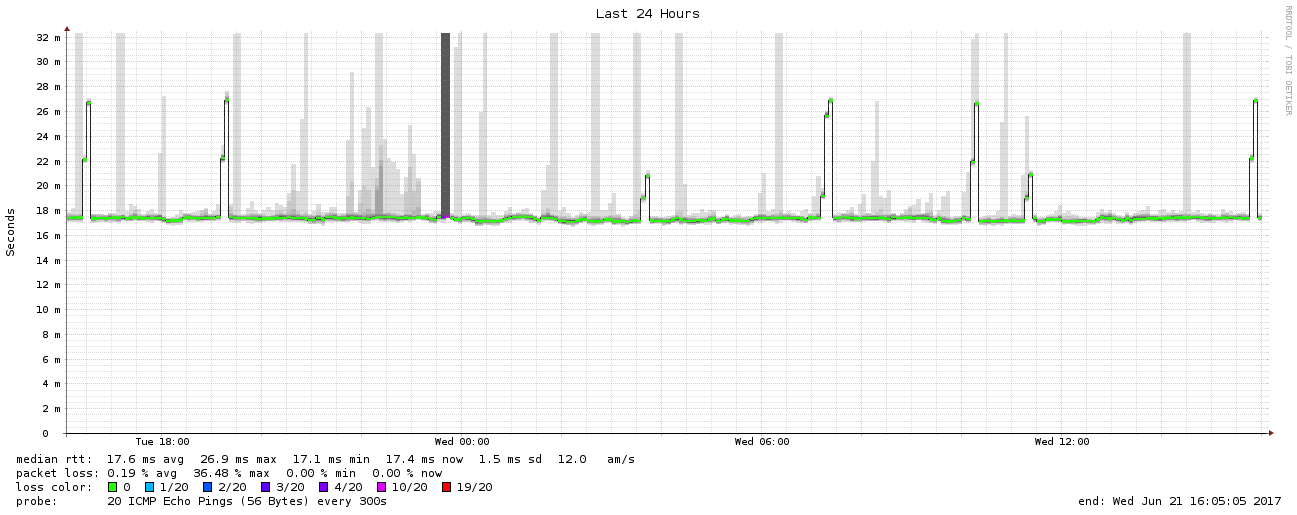 Last 24 Hours
RRDTOOL / TOBI OETIKER
Seconds
32 m
30 m
28 m
26 m
24 m
22 m
20 m
18 m
16 m
14 m
12 m
10 m
8 m
6 m
4 m
2 m
0
Tue 18:00 Wed 00:00 Wed 06:00 Wed 12:00
median rtt: 17.6 ms avg 26.9 ms max 17.1 ms min 17.4 ms now 1.5 ms sd 12.0 am/s
packet loss: 0.19 % avg 36.48 % max 0.00 % min 0.00 % now
loss color: 0 1/20 2/20 3/20 4/20 10/20 19/20
probe: 20 ICMP Echo Pings (56 Bytes) every 300s end: Wed Jun 21 16:05:05 2017